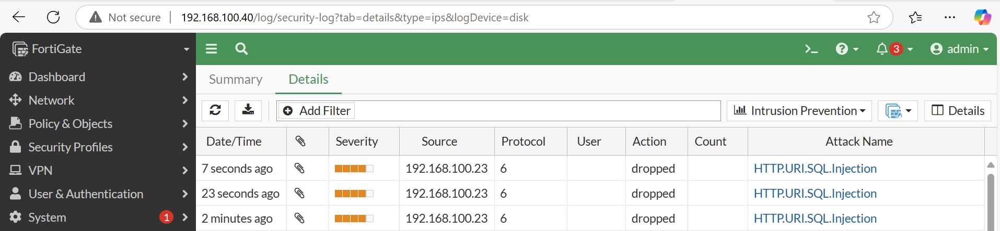 Not secure 192.168.100.40/log/security-log?tab=details&type=ips&logDevice=disk
FortiGate
Dashboard
Network
Policy & Objects
Security Profiles
VPN
User & Authentication
System 1
3 admin
Summary Details
Add Filter Intrusion Prevention Details
Date/Time Severity Source Protocol User Action Count Attack Name
7 seconds ago 192.168.100.23 6 dropped HTTP.URI.SQL.Injection
23 seconds ago 192.168.100.23 6 dropped HTTP.URI.SQL.Injection
2 minutes ago 192.168.100.23 6 dropped HTTP.URI.SQL.Injection